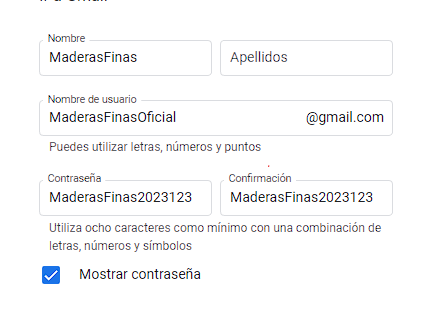 Nombre
MaderasFinas
Apellidos
Nombre de usuario
MaderasFinasOficial
@gmail.com
Puedes utilizar letras, números y puntos
Contraseña
Confirmación
MaderasFinas2023123
MaderasFinas2023123
Utiliza ocho caracteres como mínimo con una combinación de
letras, números y símbolos
Mostrar contraseña